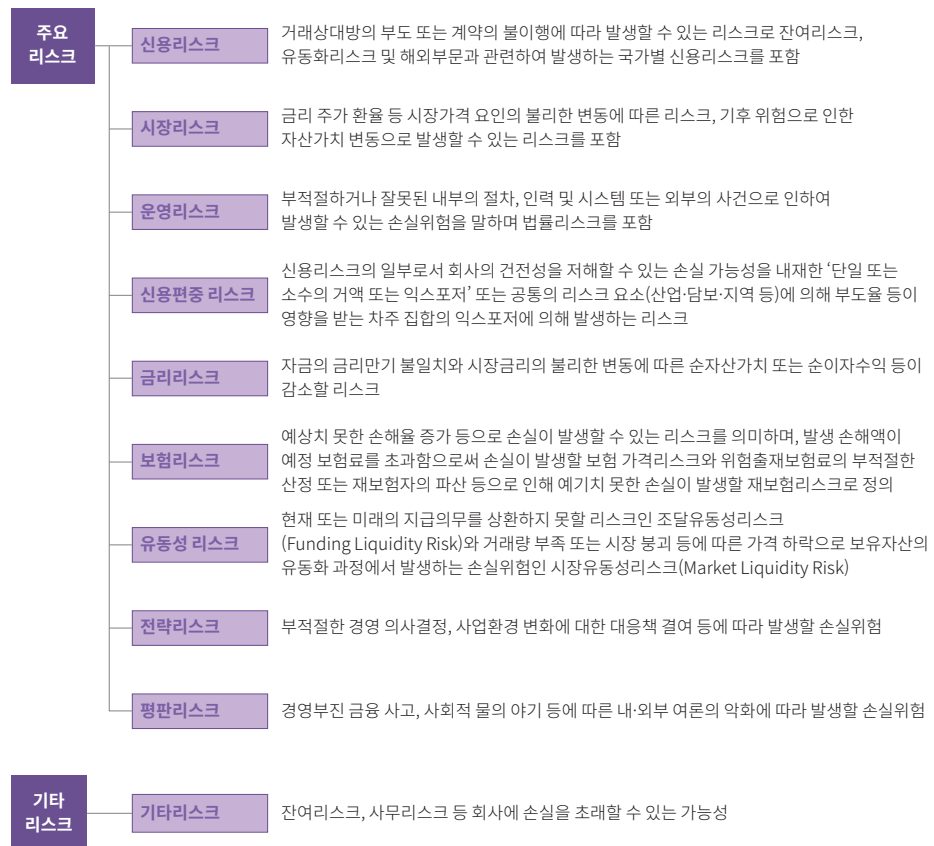 주요
리스크
신용리스크
거래상대방의 부도 또는 계약의 불이행에 따라 발생할 수 있는 리스크로 잔여리스크,
유동화리스크 및 해외부문과 관련하여 발생하는 국가별 신용리스크를 포함
시장리스크
금리 주가 환율 등 시장가격 요인의 불리한 변동에 따른 리스크, 기후 위험으로 인한
자산가치 변동으로 발생할 수 있는 리스크를 포함
운영리스크
부적절하거나 잘못된 내부의 절차, 인력 및 시스템 또는 외부의 사건으로 인하여
발생할 수 있는 손실위험을 말하며 법률리스크를 포함
신용편중 리스크
신용리스크의 일부로서 회사의 건전성을 저해할 수 있는 손실 가능성을 내재한 ‘단일 또는
소수의 거액 또는 익스포저’ 또는 공통의 리스크 요소(산업·담보·지역 등)에 의해 부도율 등이
영향을 받는 차주 집합의 익스포저에 의해 발생하는 리스크
금리리스크
자금의 금리만기 불일치와 시장금리의 불리한 변동에 따른 순자산가치 또는 순이자수익 등이
감소할 리스크
보험리스크
예상치 못한 손해율 증가 등으로 손실이 발생할 수 있는 리스크를 의미하며, 발생 손해액이
예정 보험료를 초과함으로써 손실이 발생할 보험 가격리스크와 위험출재보험료의 부적절한
산정 또는 재보험자의 파산 등으로 인해 예기치 못한 손실이 발생할 재보험리스크로 정의
유동성 리스크
현재 또는 미래의 지급의무를 상환하지 못할 리스크인 조달유동성리스크
(Funding Liquidity Risk)와 거래량 부족 또는 시장 붕괴 등에 따른 가격 하락으로 보유자산의
유동화 과정에서 발생하는 손실위험인 시장유동성리스크(Market Liquidity Risk)
전략리스크
부적절한 경영 의사결정, 사업환경 변화에 대한 대응책 결여 등에 따라 발생할 손실위험
평판리스크
경영부진 금융 사고, 사회적 물의 야기 등에 따른 내·외부 여론의 악화에 따라 발생할 손실위험
기타
리스크
기타리스크
잔여리스크, 사무리스크 등 회사에 손실을 초래할 수 있는 가능성